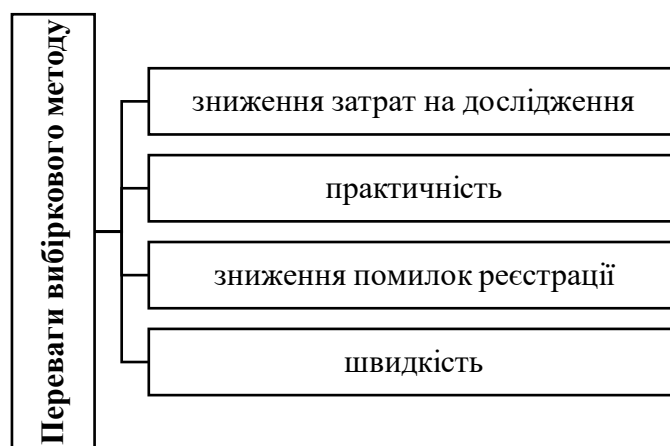 Переваги вибіркового методу
зниження затрат на дослідження
практичність
зниження помилок реєстрації
швидкість